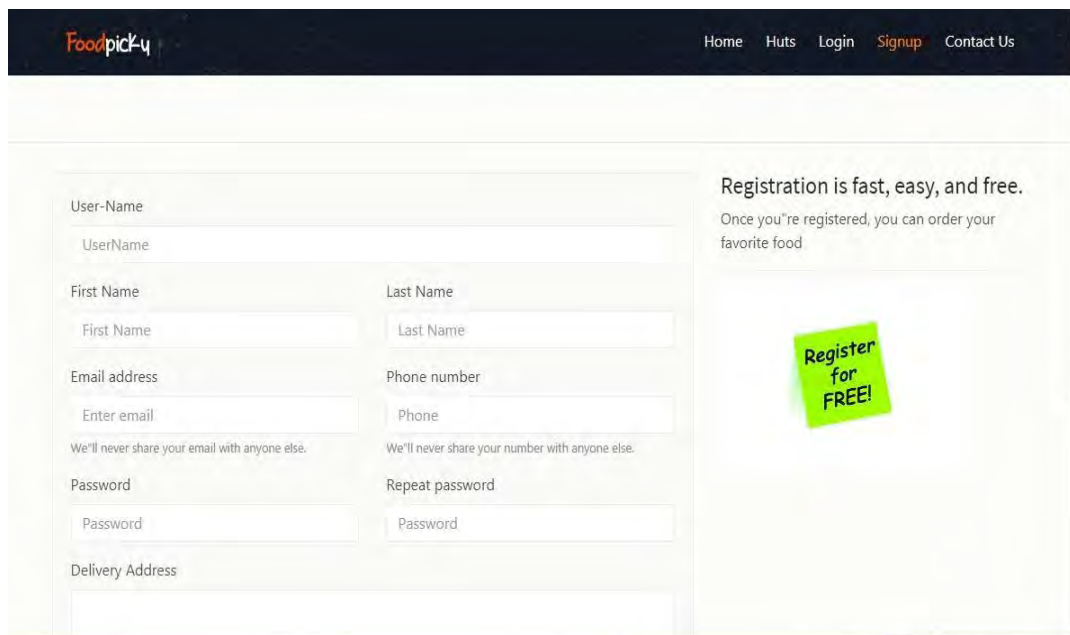 Foodpicky
Home Huts Login Signup Contact Us
Registration is fast, easy, and free.
Once you"re registered, you can order your
favorite food
Register
for
FREE!
User-Name
UserName
First Name Last Name
First Name Last Name
Email address Phone number
Enter email Phone
We"ll never share your email with anyone else. We"ll never share your number with anyone else.
Password Repeat password
Password Password
Delivery Address